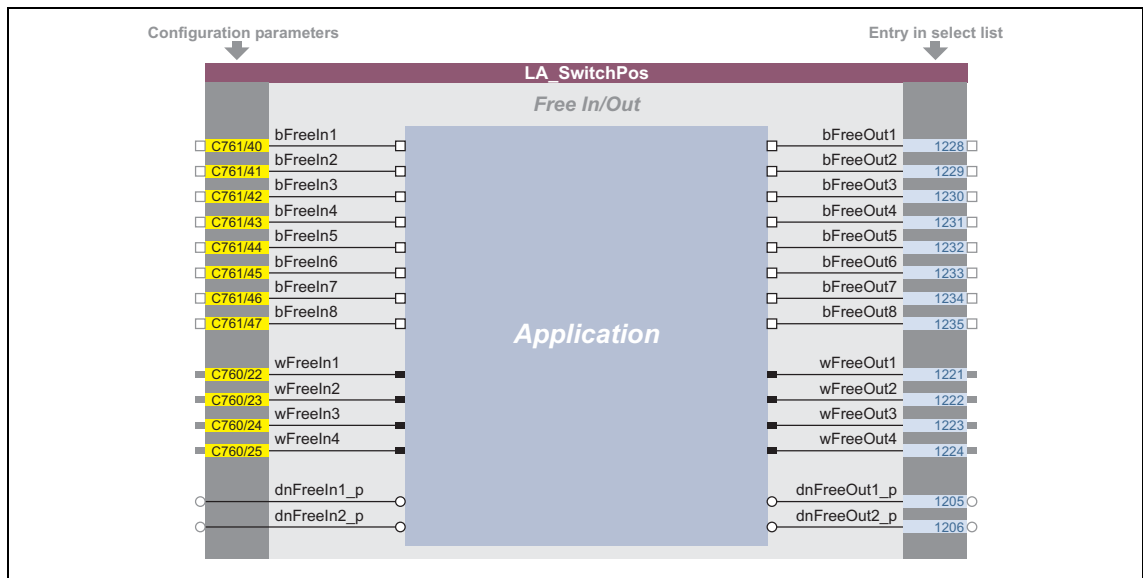 Configuration parameters
Entry in select list
LA_SwitchPos
Free In/Out
bFreeIn1
bFreeOut1
C761/40
1228
bFreeIn2
bFreeOut2
C761/41
1229
bFreeIn3
bFreeOut3
C761/42
1230
bFreeIn4
bFreeOut4
C761/43
1231
bFreeIn5
bFreeOut5
C761/44
1232
bFreeIn6
bFreeOut6
C761/45
1233
bFreeIn7
bFreeOut7
C761/46
1234
bFreeIn8
bFreeOut8
C761/47
1235
Application
wFreeIn1
wFreeOut1
C760/22
1221
wFreeIn2
wFreeOut2
C760/23
1222
wFreeIn3
wFreeOut3
C760/24
1223
wFreeIn4
wFreeOut4
C760/25
1224
dnFreeIn1_p
dnFreeOut1_p
1205
dnFreeIn2_p
dnFreeOut2_p
1206